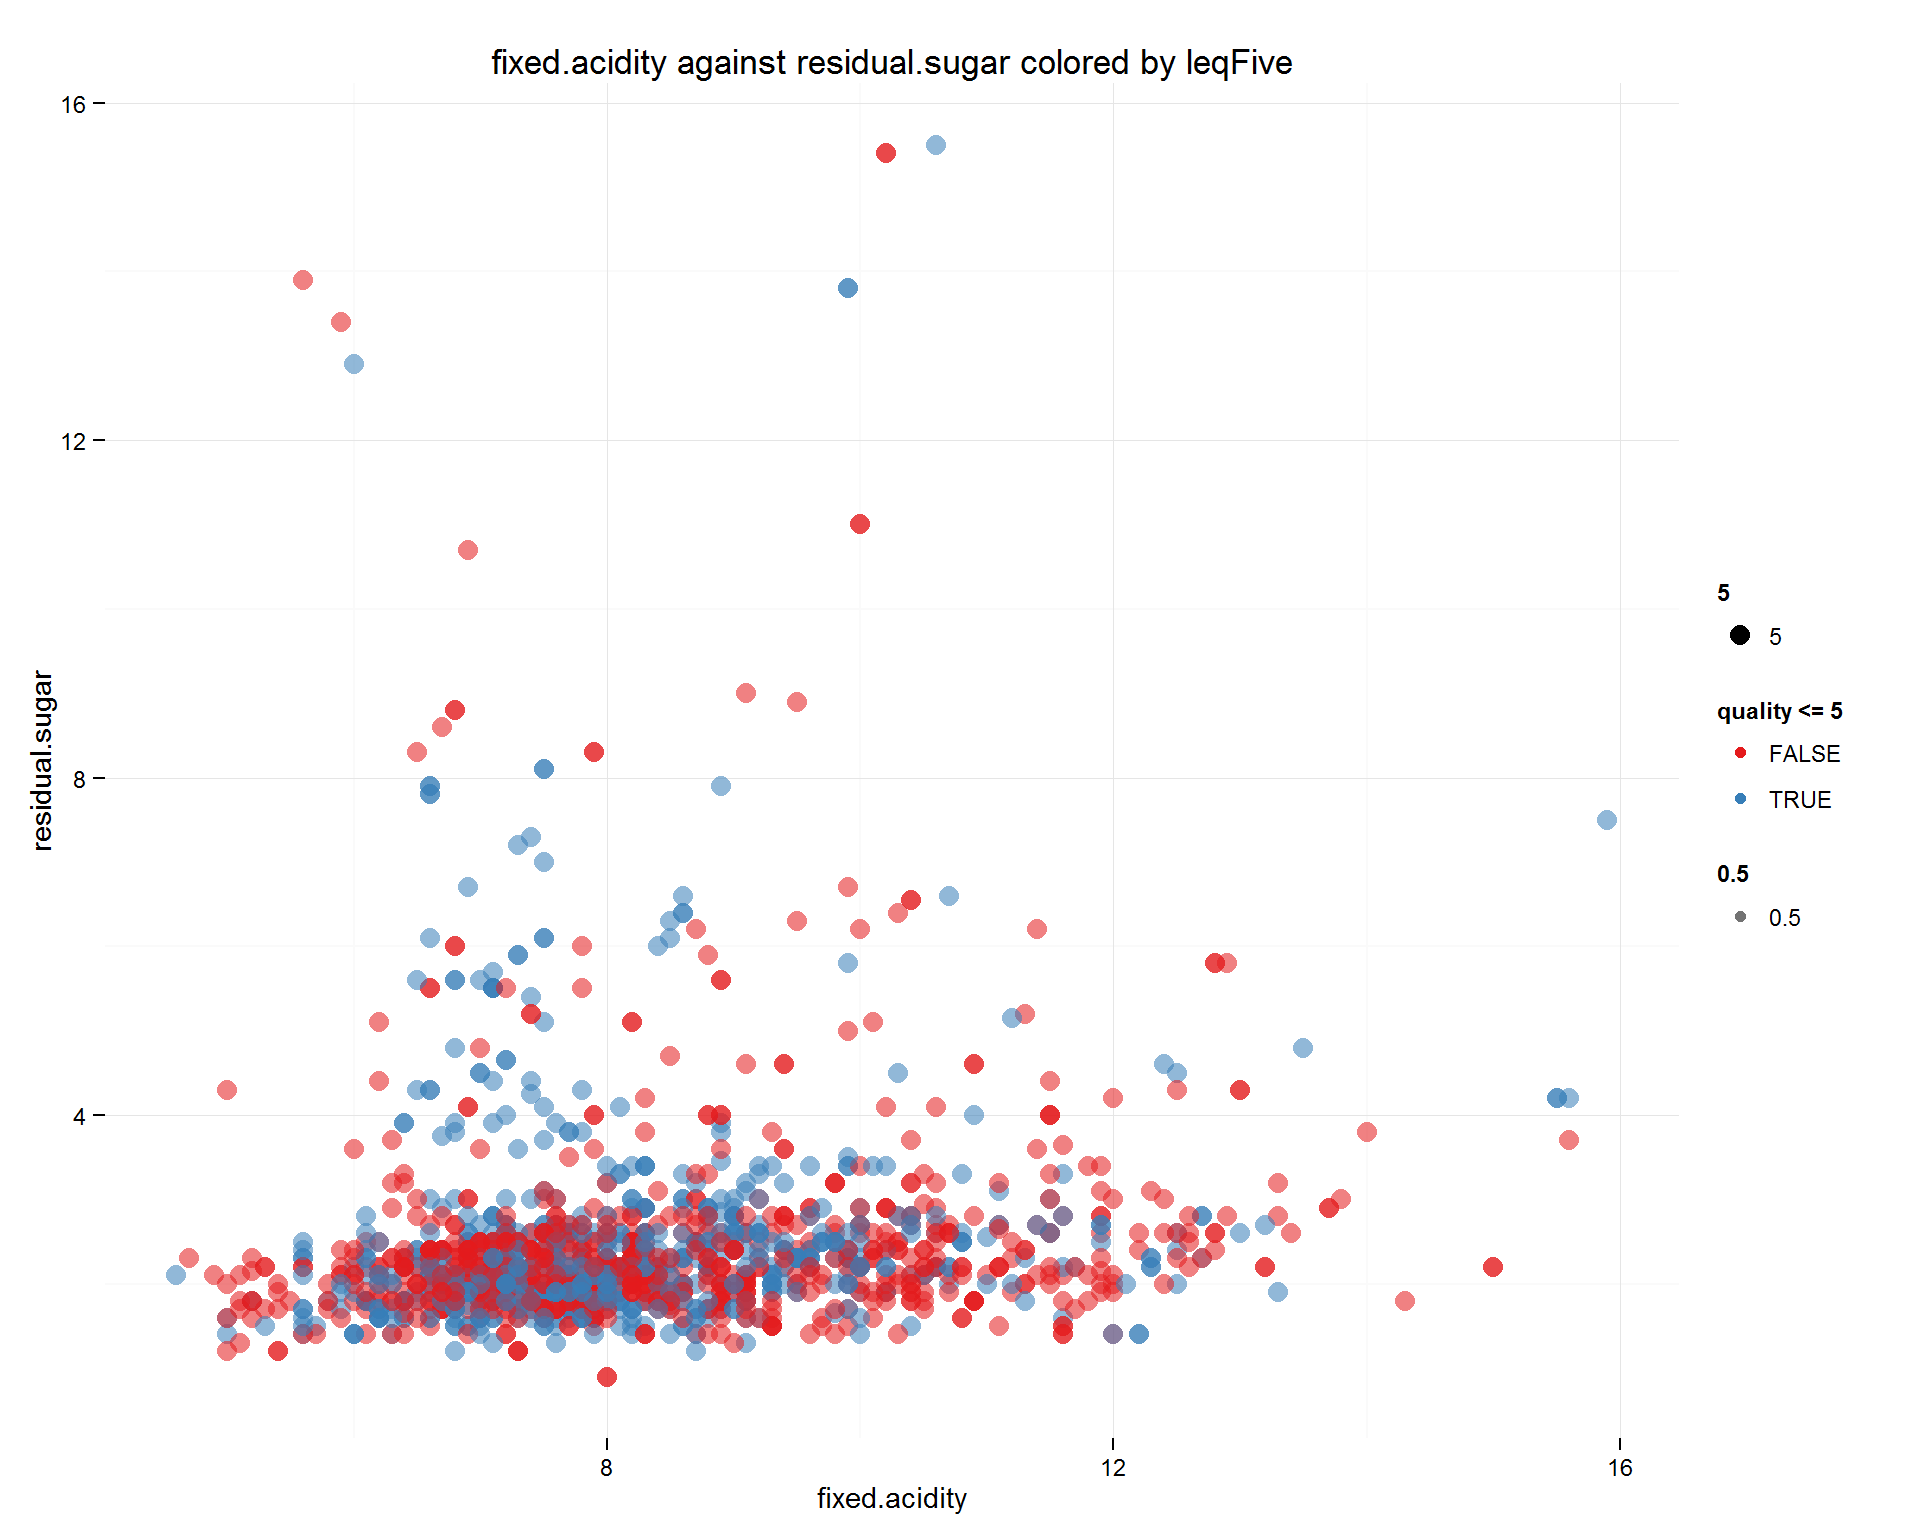 fixed.acidity against residual.sugar colored by leqFive
16
12
8
4
residual.sugar
8
12
16
fixed.acidity
5
5
quality <= 5
FALSE
TRUE
0.5
0.5